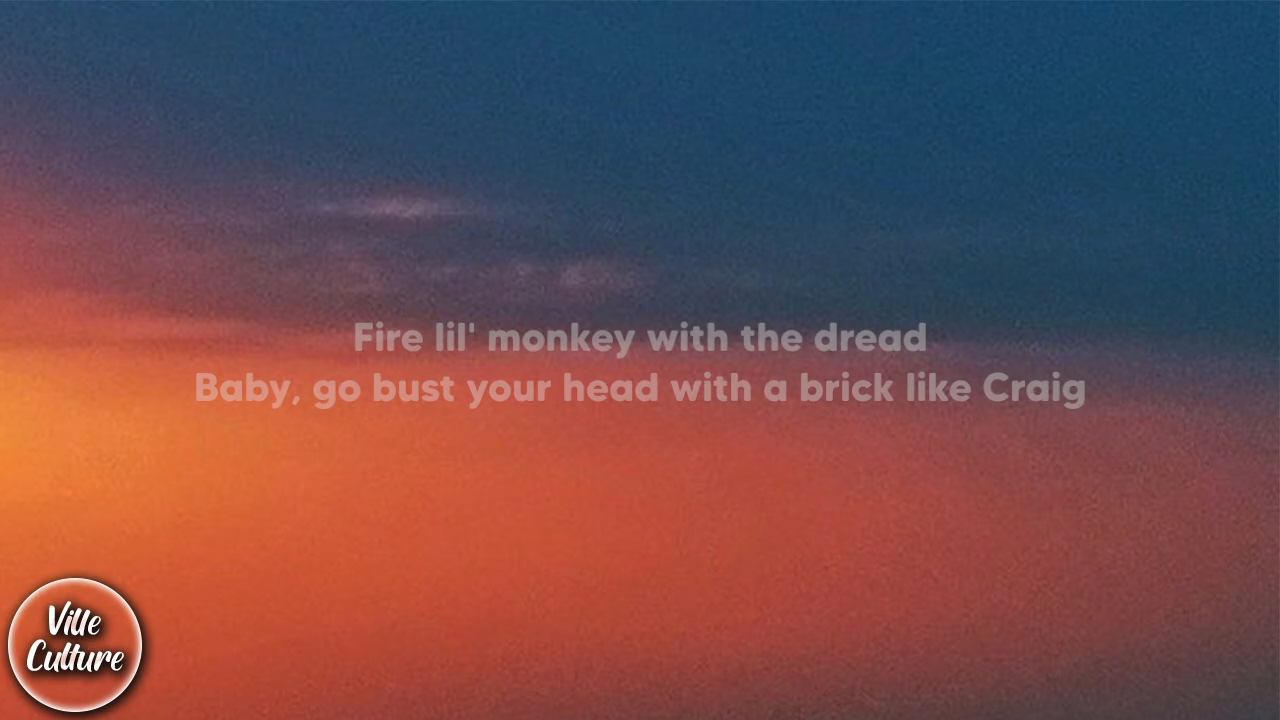 Fire lil' monkey with the dread
Baby, go bust your head with a brick like Craig
Ville
Culture